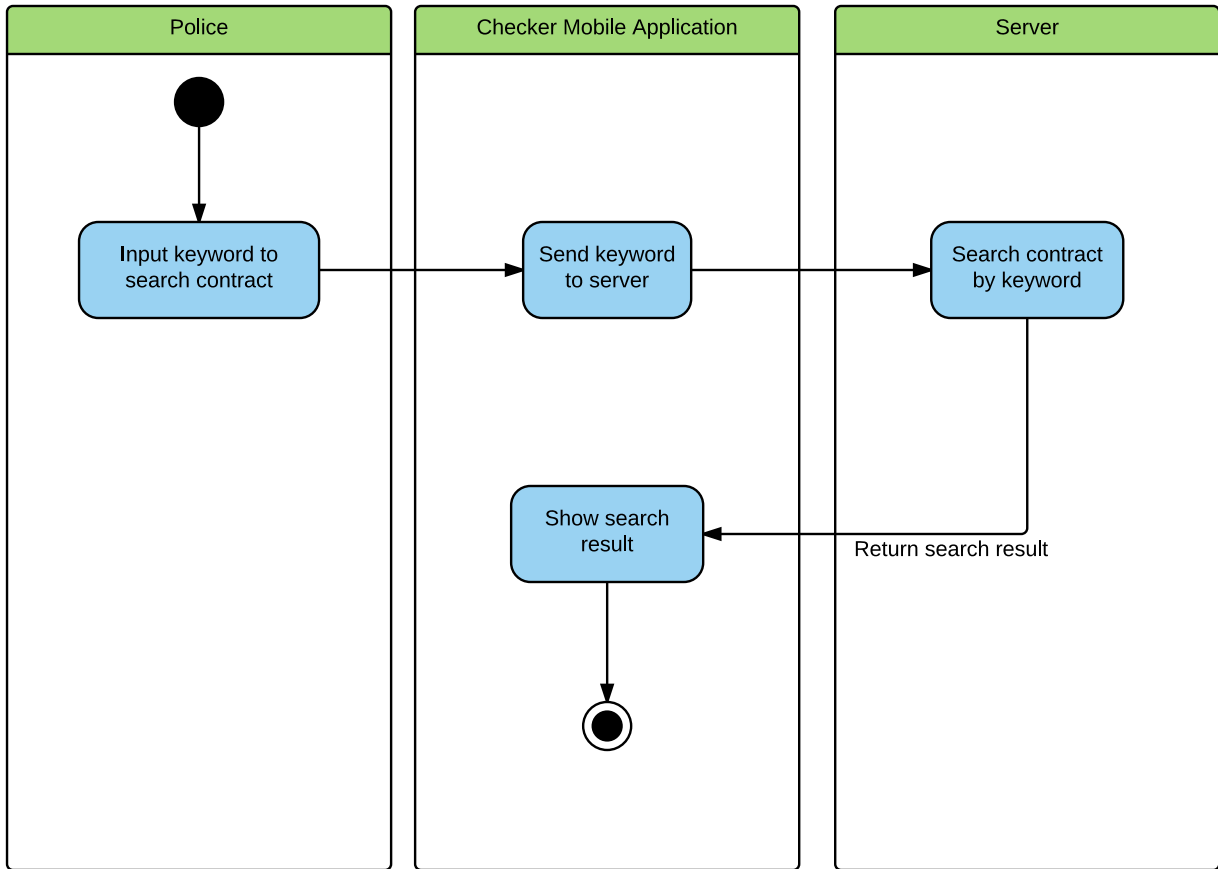 Police
Checker Mobile Application
Server
Input keyword to
search contract
Send keyword
to server
Search contract
by keyword
Show search
result
Return search result